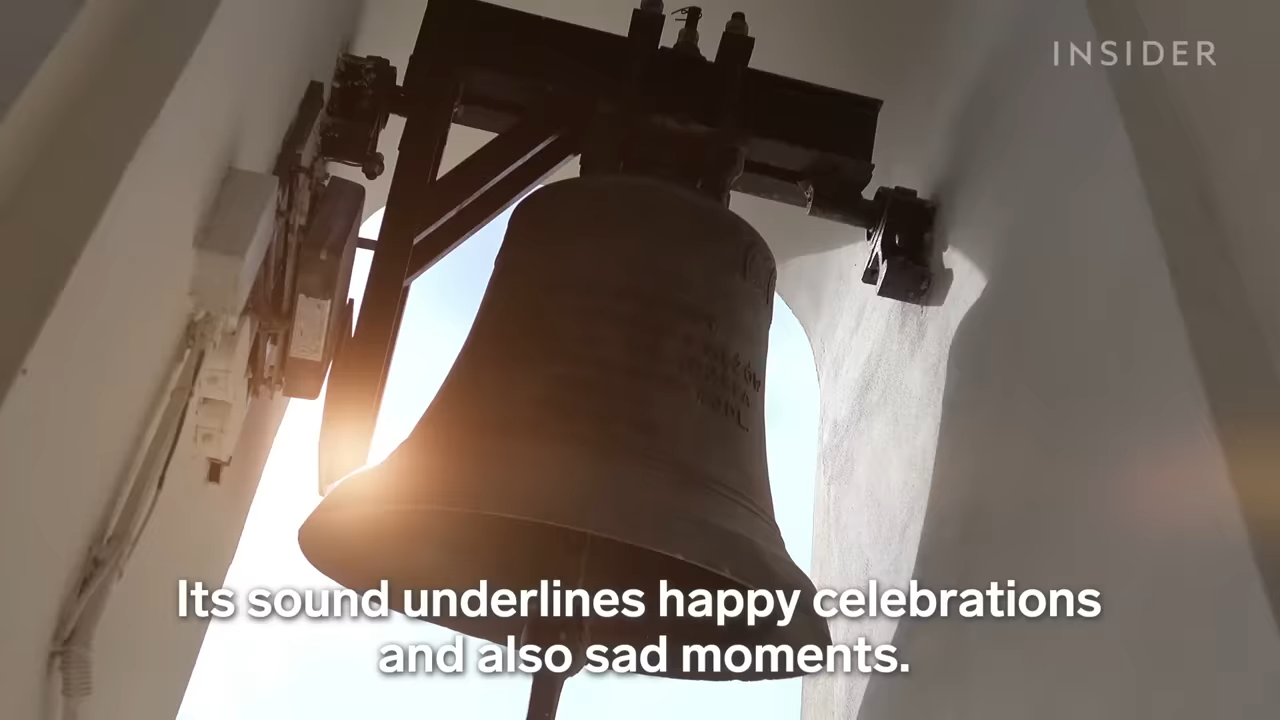 INSIDER
Its sound underlines happy celebrations
and also sad moments.